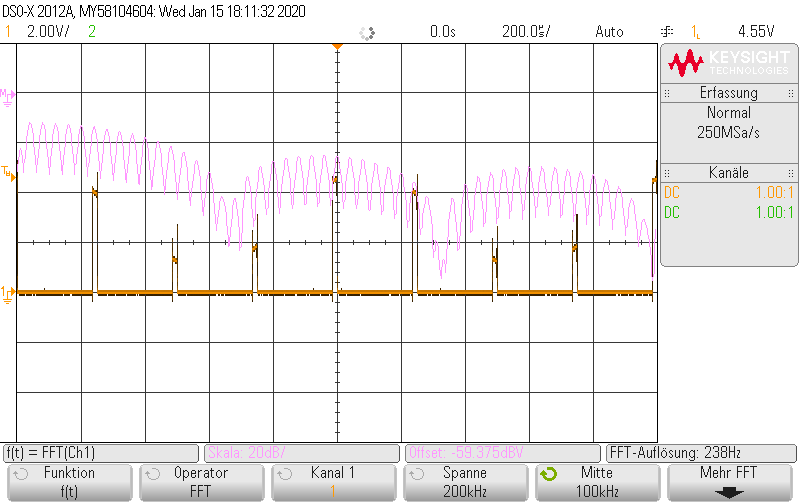 DSO-X 2012A, MY58104604: Wed Jan 15 18:11:32 2020
1 2.00V/ 2 0.0s 200.0µs/ Auto 1 4.55V
KEYSIGHT
TECHNOLOGIES
Erfassung
Normal
250MSa/s
Kanäle
DC 1.00:1
DC 1.00:1
M
T
1
f(t) = FFT(Ch1) Skala: 20dB/ Offset: -59.375dBV FFT-Auflösung: 238Hz
Funktion Operator Kanal 1 Spanne Mitte Mehr FFT
f(t) FFT 1 200kHz 100kHz